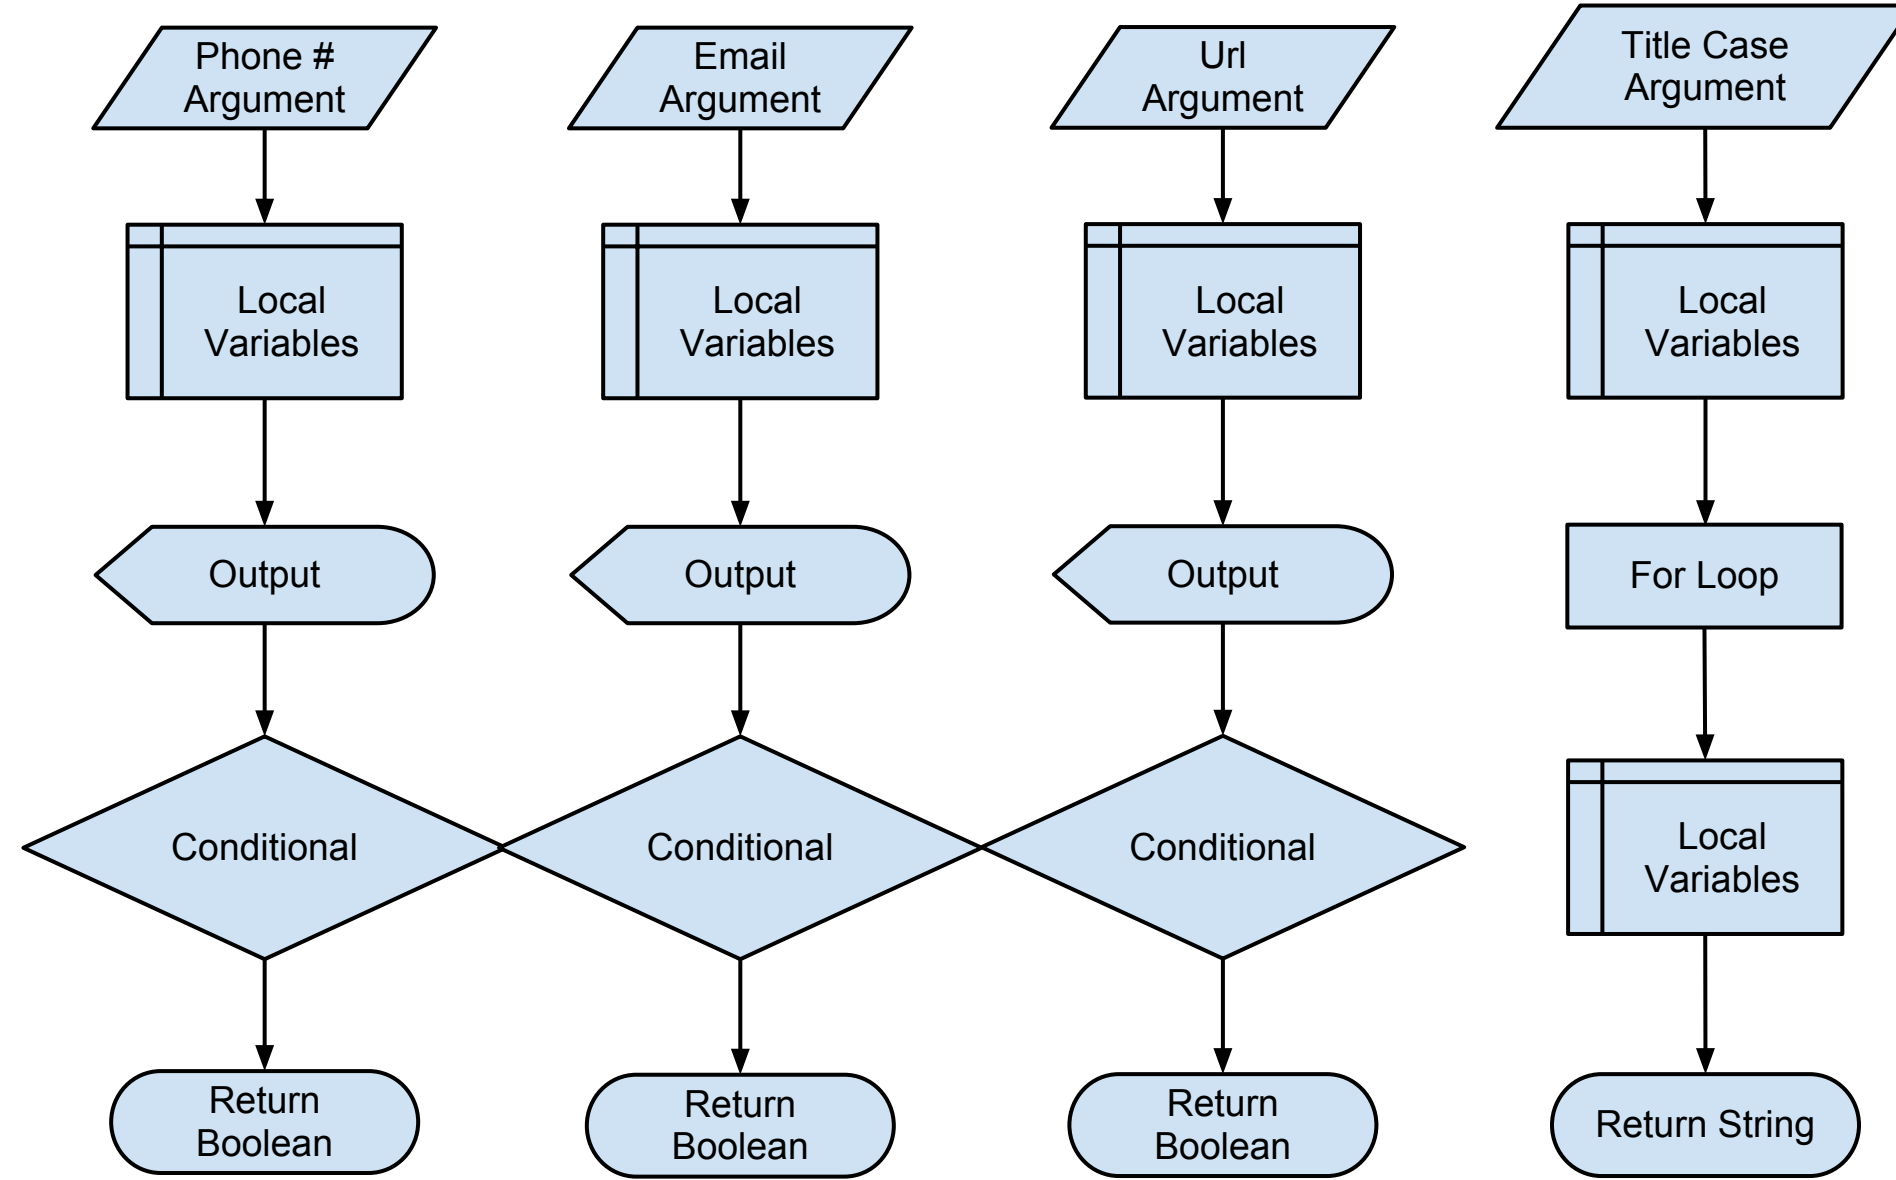 Phone #
Argument
Local
Variables
Output
Conditional
Return
Boolean
Email
Argument
Local
Variables
Output
Conditional
Return
Boolean
Url
Argument
Local
Variables
Output
Conditional
Return
Boolean
Title Case
Argument
Local
Variables
For Loop
Local
Variables
Return String